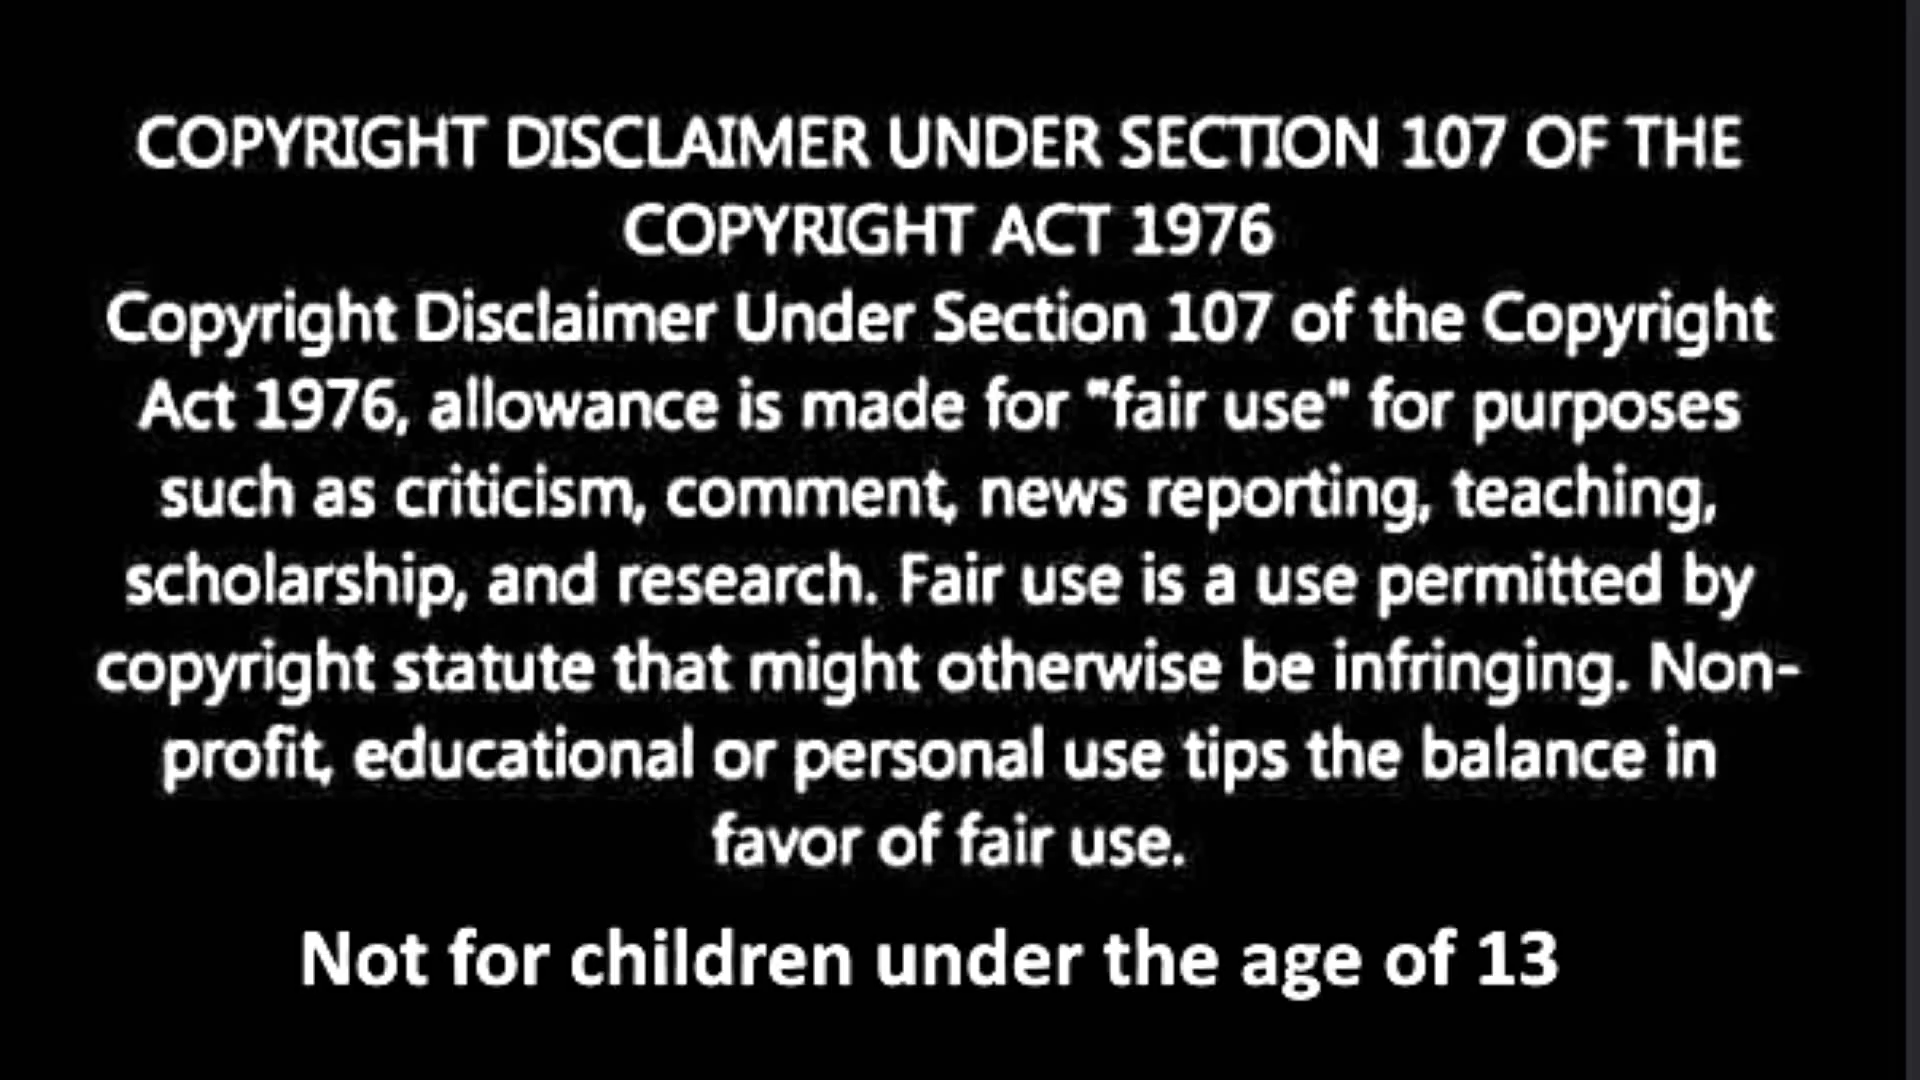 COPYRIGHT DISCLAIMER UNDER SECTION 107 OF THE
COPYRIGHT ACT 1976
Copyright Disclaimer Under Section 107 of the Copyright
Act 1976, allowance is made for "fair use" for purposes
such as criticism, comment, news reporting, teaching,
scholarship, and research. Fair use is a use permitted by
copyright statute that might otherwise be infringing. Non-
profit, educational or personal use tips the balance in
favor of fair use.
Not for children under the age of 13